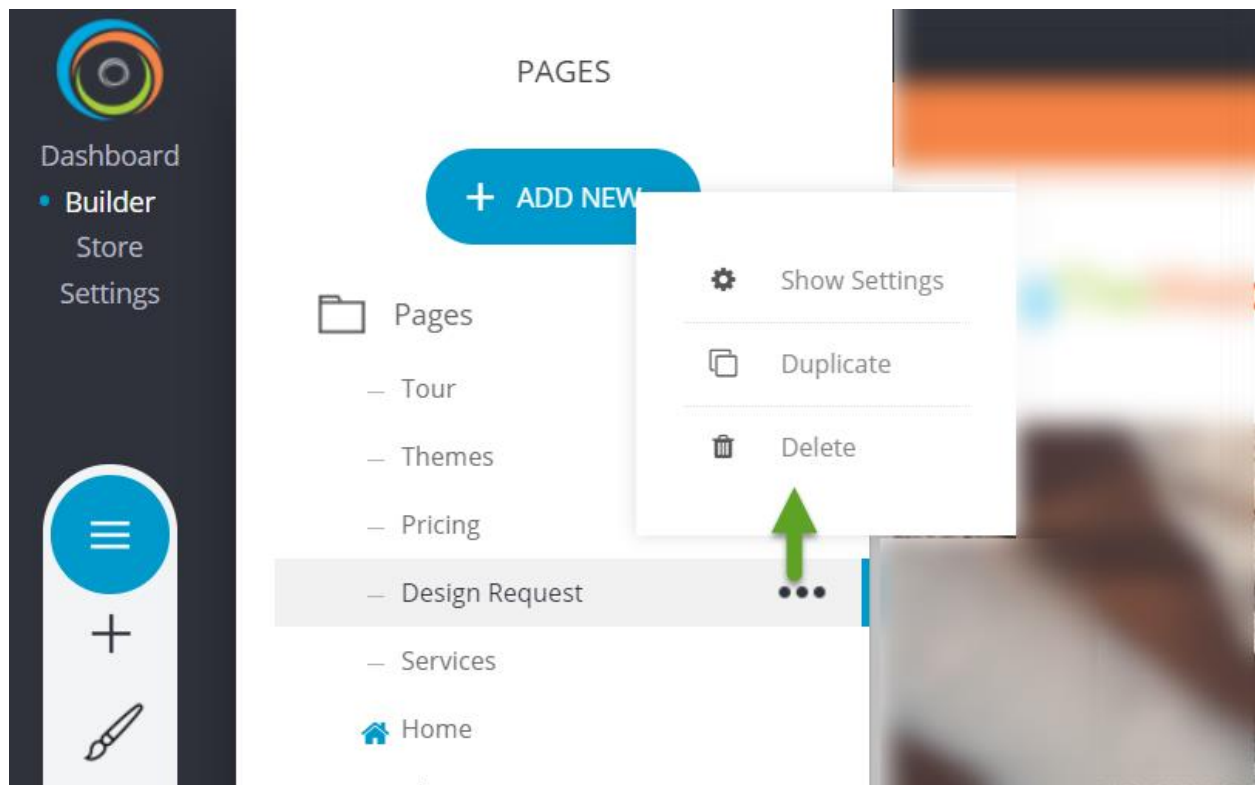 Dashboard
Builder
Store
Settings
PAGES
+ ADD NEW
Pages
Tour
Themes
Pricing
Design Request
Services
Home
Show Settings
Duplicate
Delete